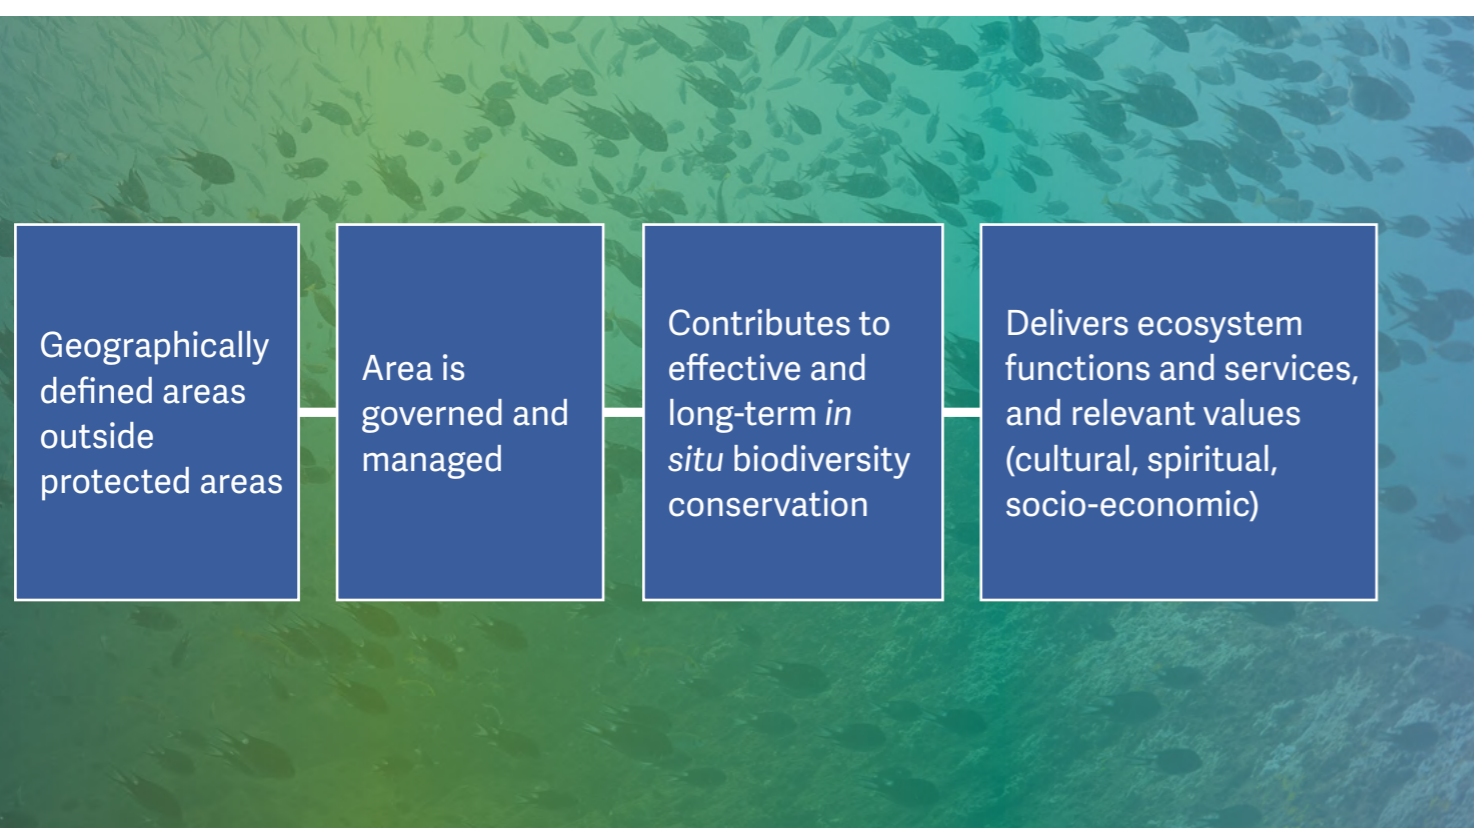 Geographically
defined areas
outside
protected areas
Area is
governed and
managed
Contributes to
effective and
long-term in
situ biodiversity
conservation
Delivers ecosystem
functions and services,
and relevant values
(cultural, spiritual,
socio-economic)